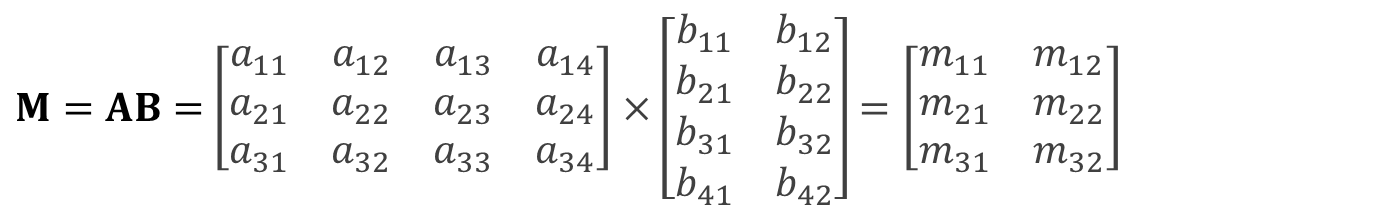 M = AB = [a11 a12 a13 a14; a21 a22 a23 a24; a31 a32 a33 a34] × [b11 b12; b21 b22; b31 b32; b41 b42] = [m11 m12; m21 m22; m31 m32]